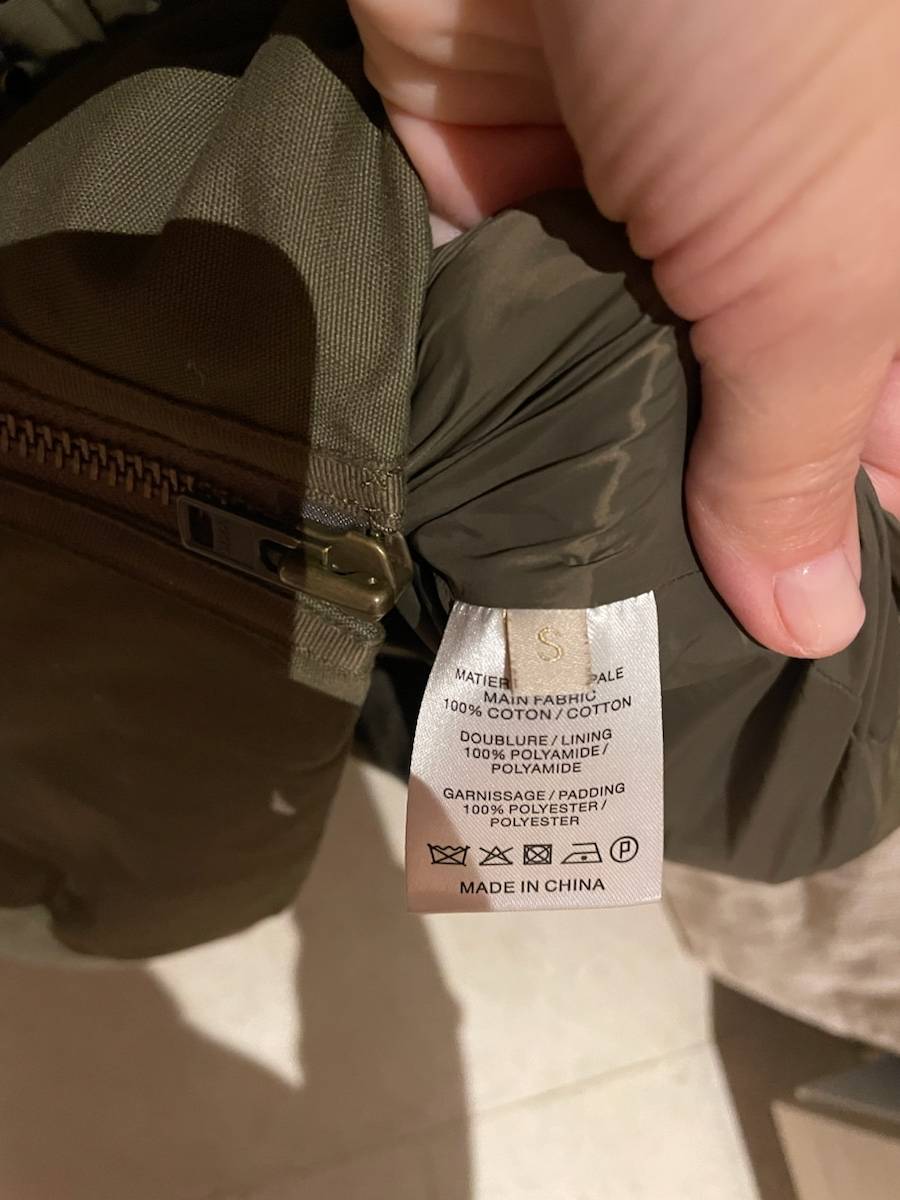 S
PALE
MAIN FABRIC
100% COTON / COTTON
DOUBLURE / LINING
100% POLYAMIDE /
POLYAMIDE
GARNISSAGE / PADDING
100% POLYESTER /
POLYESTER
P
MADE IN CHINA